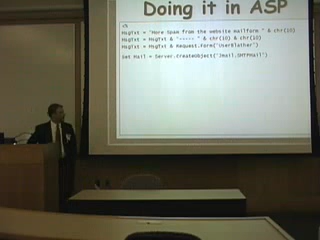 Doing it in ASP
<%
MsgTxt = "More Spam from the website mailform " & chr(10)
MsgTxt = MsgTxt & "----- " & chr(10) & chr(10)
MsgTxt = MsgTxt & Request.Form("UserBlather")
Set Mail = Server.CreateObject("Jmail.SMTPMail")